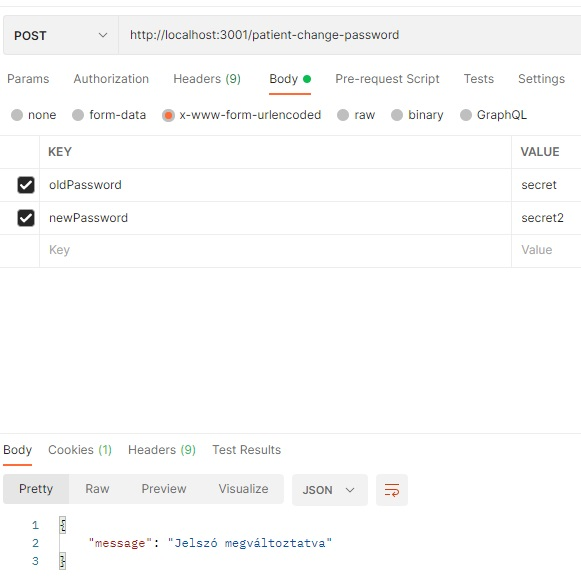 POST http://localhost:3001/patient-change-password
Params Authorization Headers (9) Body Pre-request Script Tests Settings
none form-data x-www-form-urlencoded raw binary GraphQL
KEY VALUE
oldPassword secret
newPassword secret2
Key Value
Body Cookies (1) Headers (9) Test Results
Pretty Raw Preview Visualize JSON
1 {
2 "message": "Jelszó megváltoztatva"
3 }